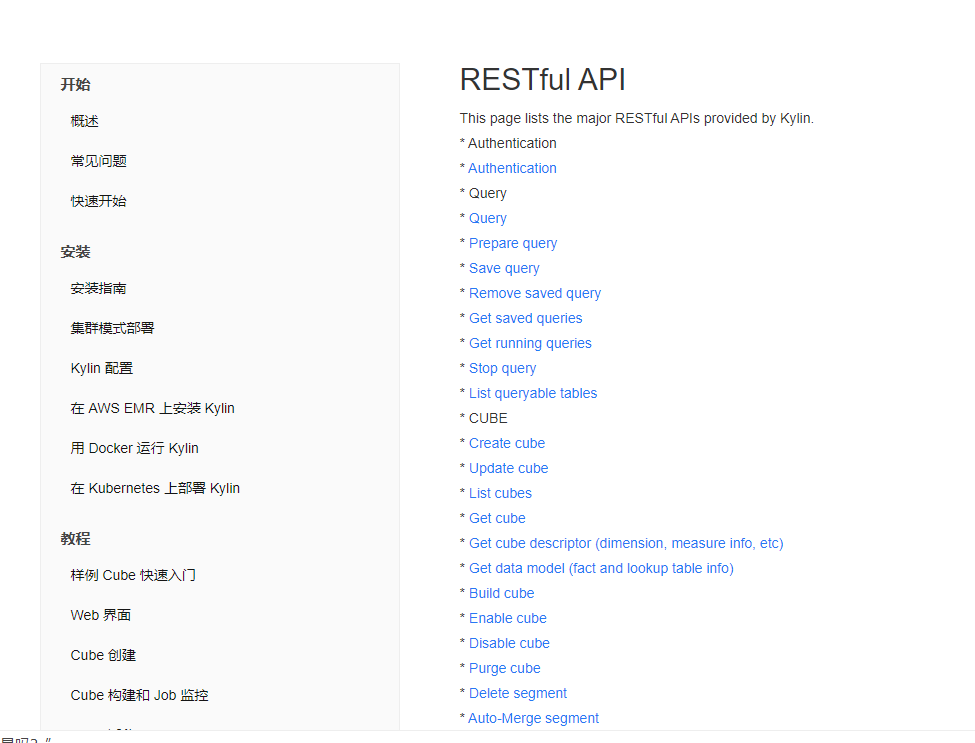 开始
概述
常见问题
快速开始
安装
安装指南
集群模式部署
Kylin 配置
在 AWS EMR 上安装 Kylin
用 Docker 运行 Kylin
在 Kubernetes 上部署 Kylin
教程
样例 Cube 快速入门
Web 界面
Cube 创建
Cube 构建和 Job 监控
RESTful API
This page lists the major RESTful APIs provided by Kylin.
* Authentication
* Authentication
* Query
* Query
* Prepare query
* Save query
* Remove saved query
* Get saved queries
* Get running queries
* Stop query
* List queryable tables
* CUBE
* Create cube
* Update cube
* List cubes
* Get cube
* Get cube descriptor (dimension, measure info, etc)
* Get data model (fact and lookup table info)
* Build cube
* Enable cube
* Disable cube
* Purge cube
* Delete segment
* Auto-Merge segment